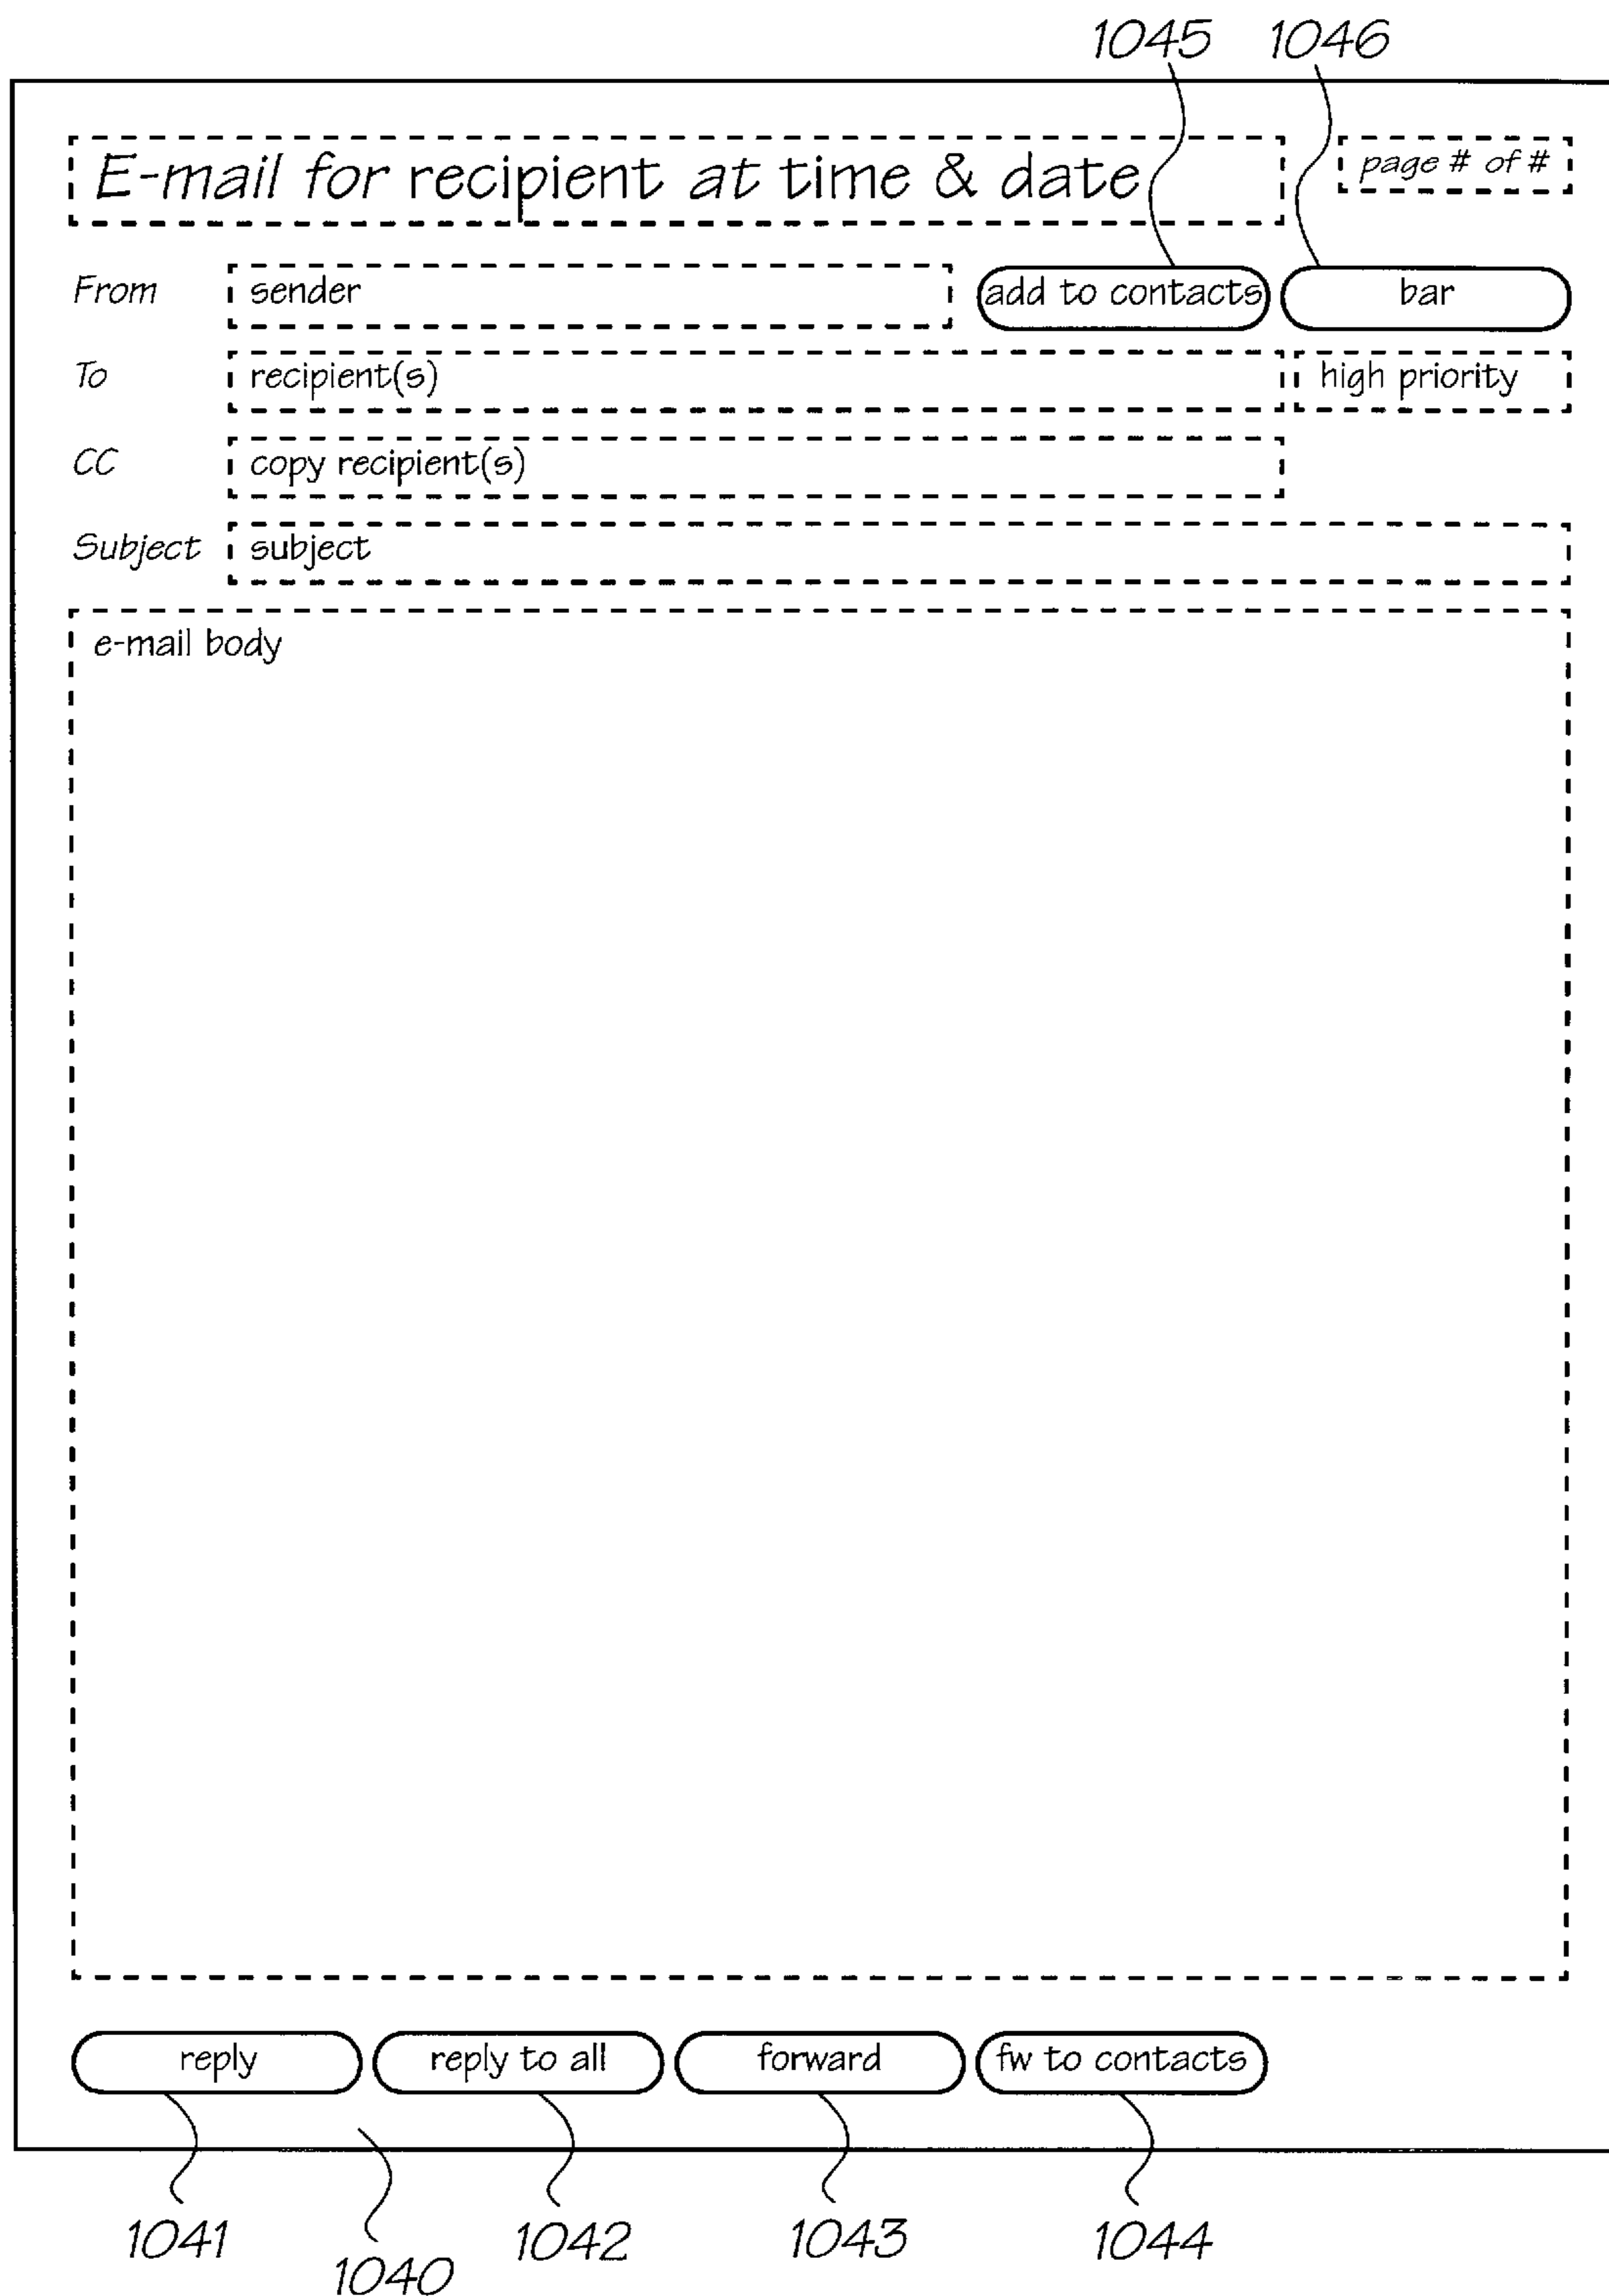 1045 1046
E-mail for recipient at time & date page # of #
From sender add to contacts bar
To recipient(s) high priority
CC copy recipient(s)
Subject subject
e-mail body
reply reply to all forward fw to contacts
1041 1042 1043 1044
1040